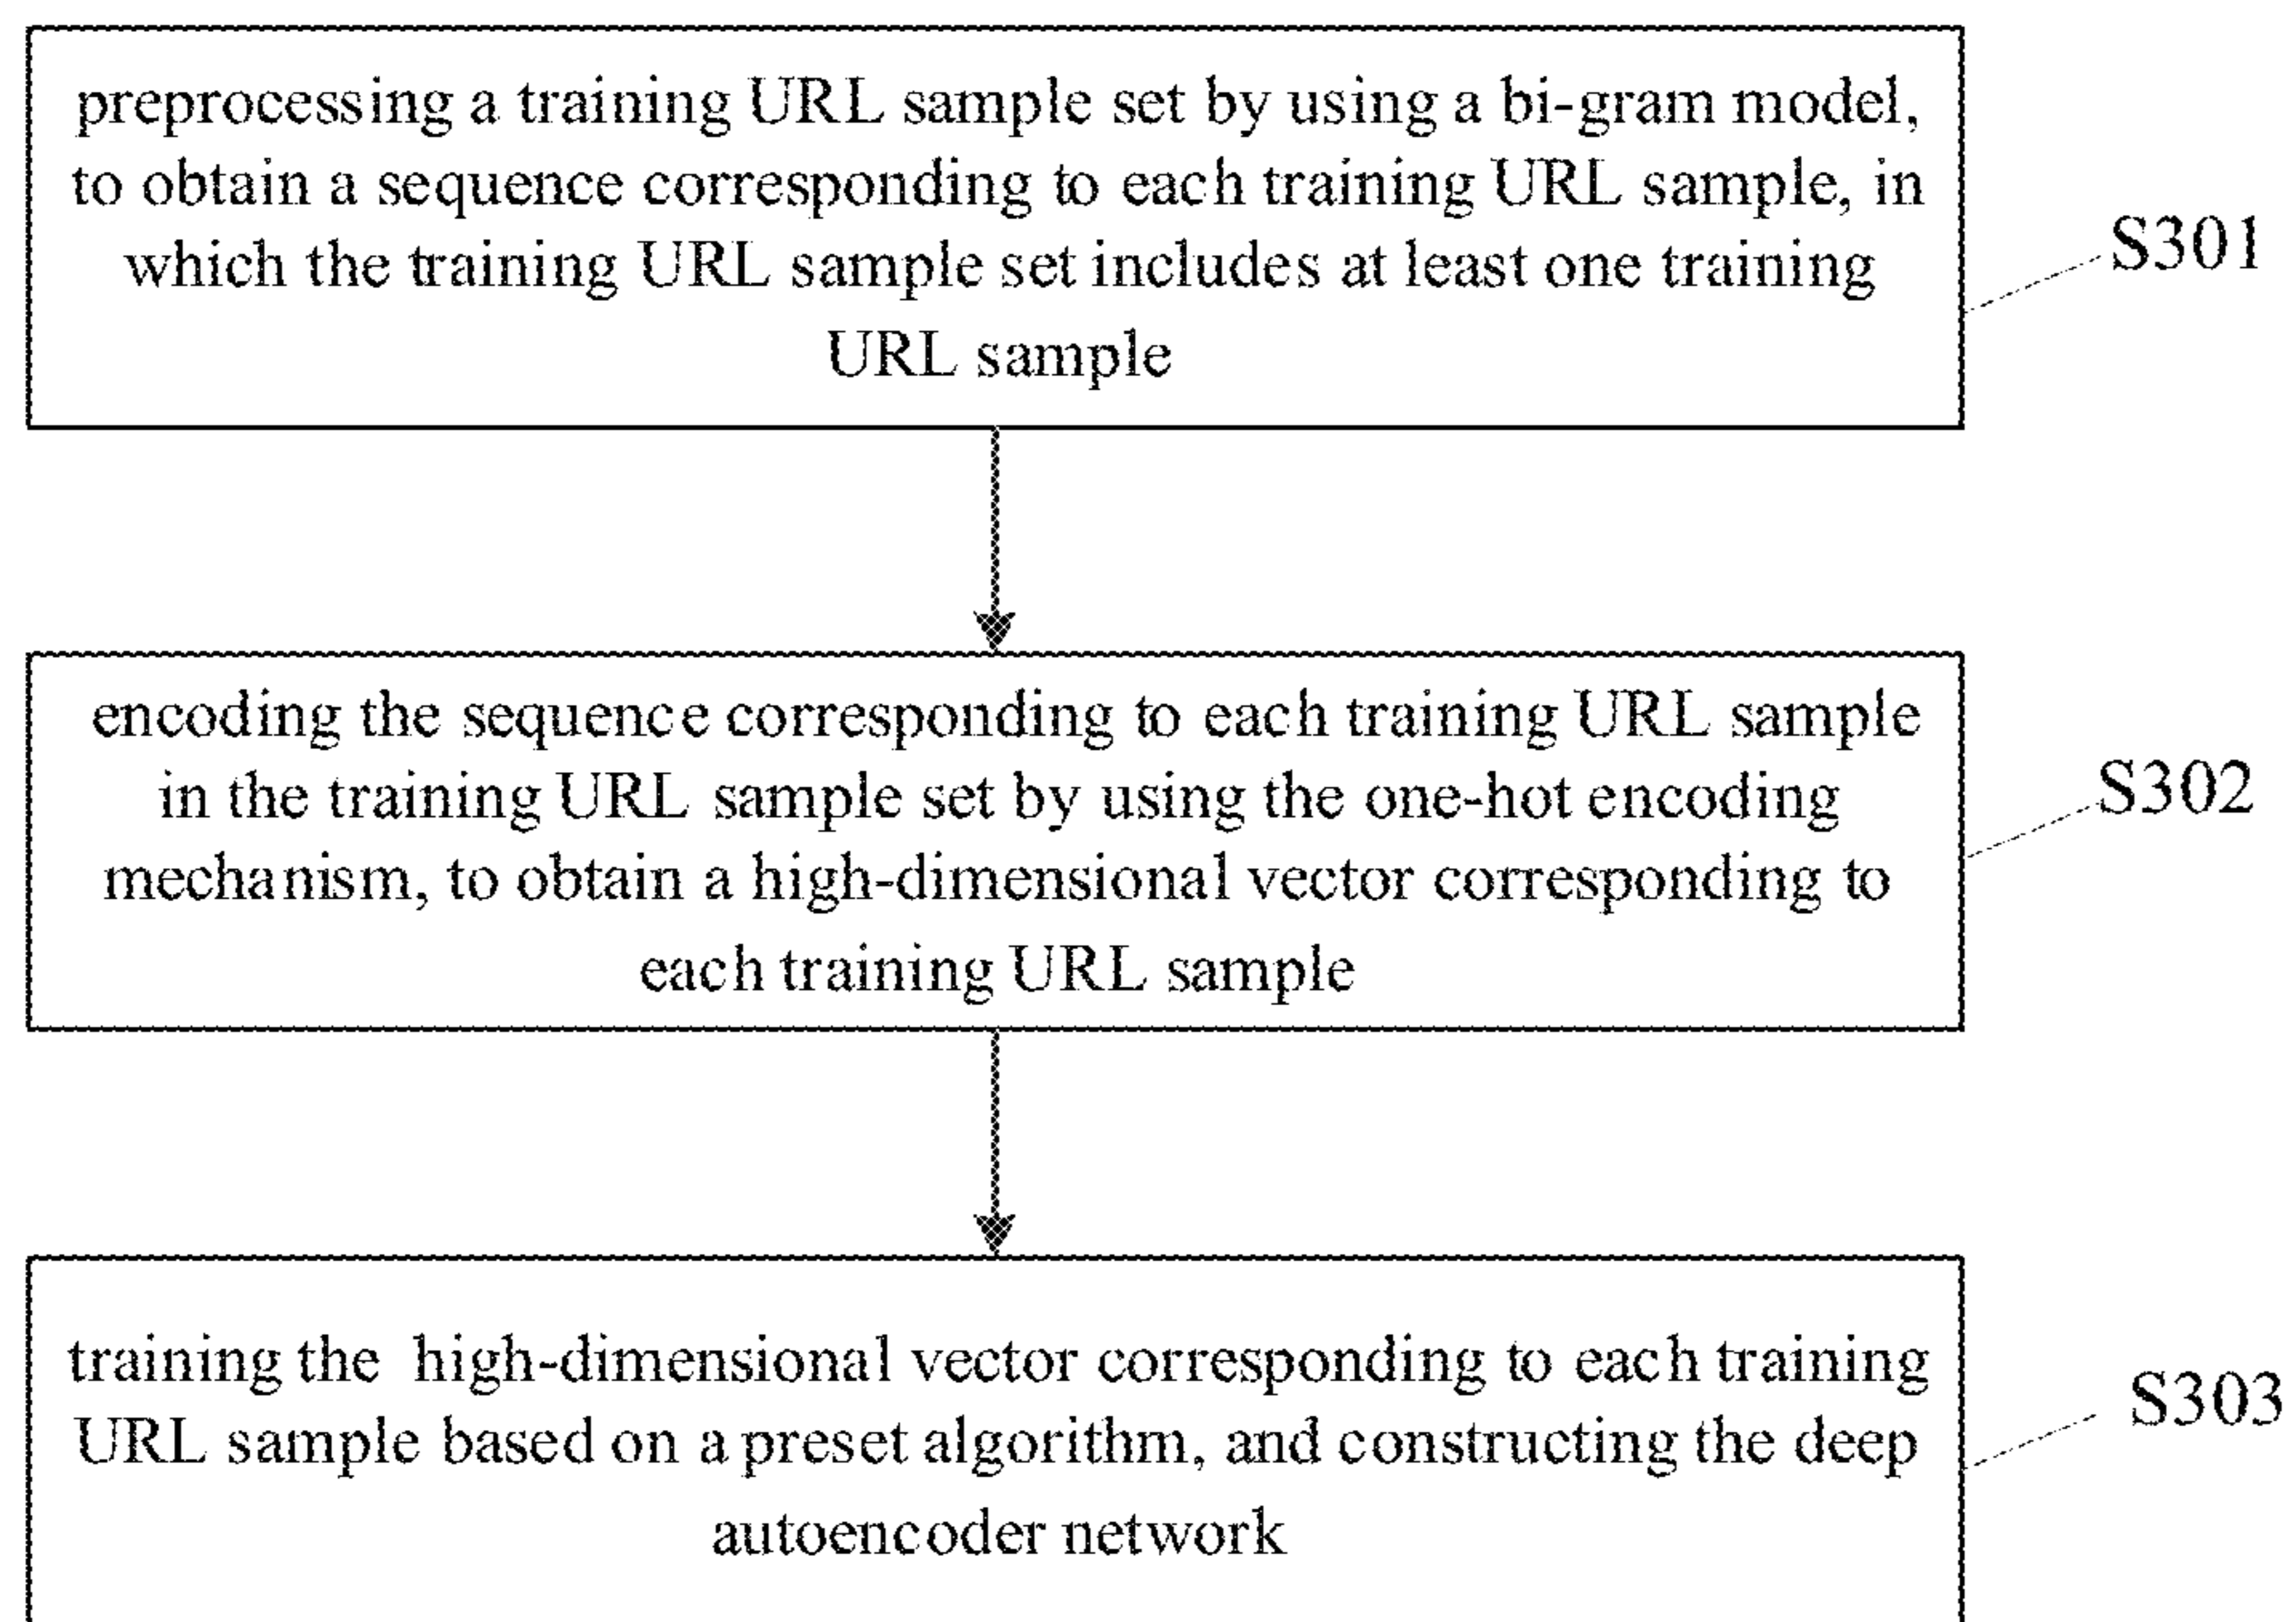 preprocessing a training URL sample set by using a bi-gram model,
to obtain a sequence corresponding to each training URL sample, in
which the training URL sample set includes at least one training
URL sample
S301
encoding the sequence corresponding to each training URL sample
in the training URL sample set by using the one-hot encoding
mechanism, to obtain a high-dimensional vector corresponding to
each training URL sample
S302
training the high-dimensional vector corresponding to each training
URL sample based on a preset algorithm, and constructing the deep
autoencoder network
S303